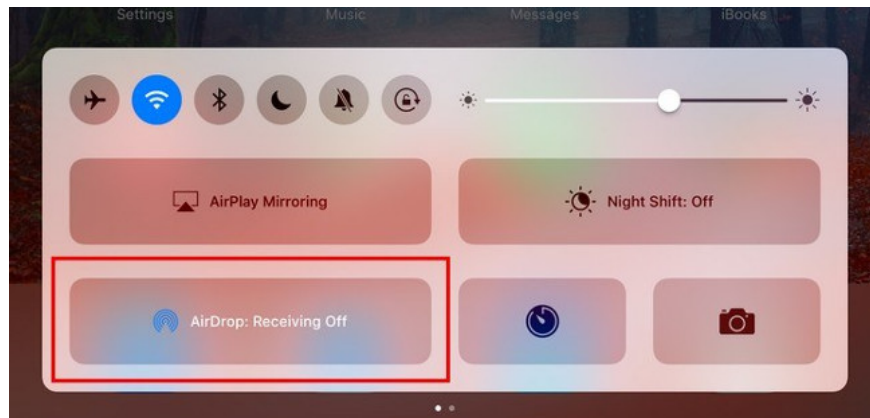 Settings Music Messages iBooks
AirPlay Mirroring Night Shift: Off
AirDrop: Receiving Off